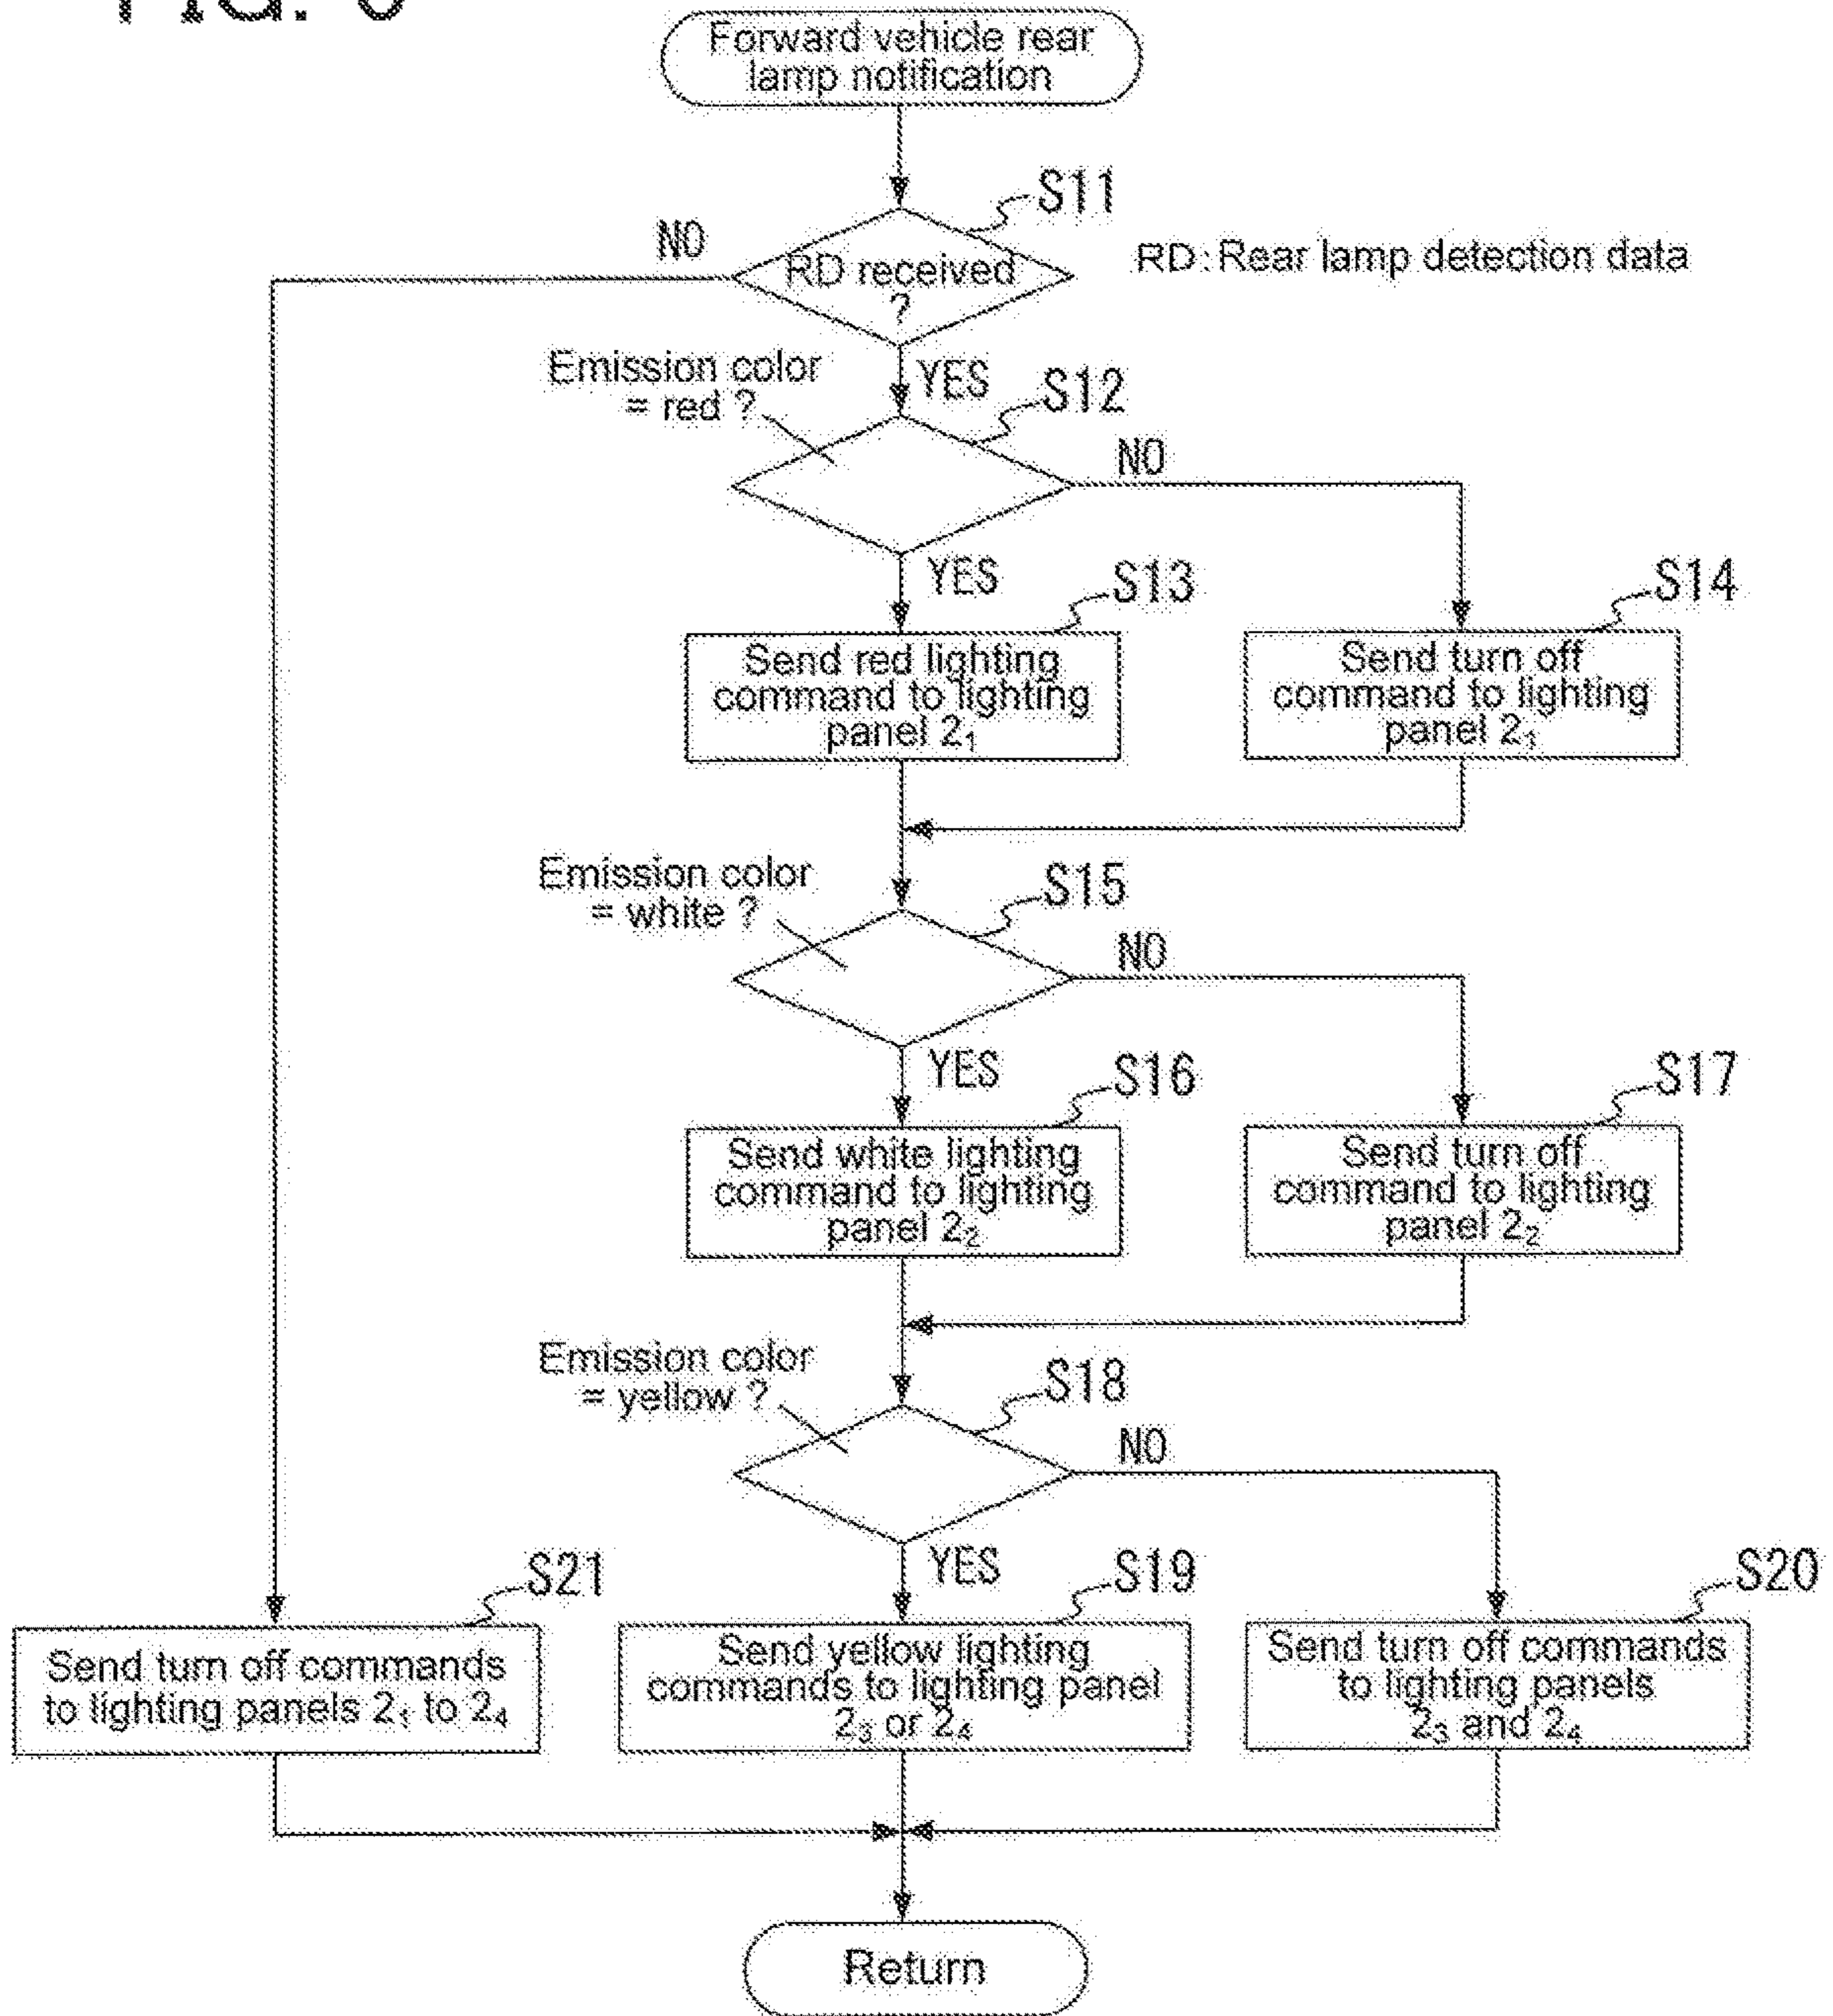 Forward vehicle rear
lamp notification
S11
NO
RD received
?
RD: Rear lamp detection data
YES
Emission color
= red ?
S12
NO
YES
S13
S14
Send red lighting
command to lighting
panel 2₁
Send turn off
command to lighting
panel 2₁
Emission color
= white ?
S15
NO
YES
S16
S17
Send white lighting
command to lighting
panel 2₂
Send turn off
command to lighting
panel 2₂
Emission color
= yellow ?
S18
NO
YES
S21
S19
S20
Send turn off commands
to lighting panels 2₁ to 2₄
Send yellow lighting
commands to lighting panel
2₃ or 2₄
Send turn off commands
to lighting panels
2₃ and 2₄
Return